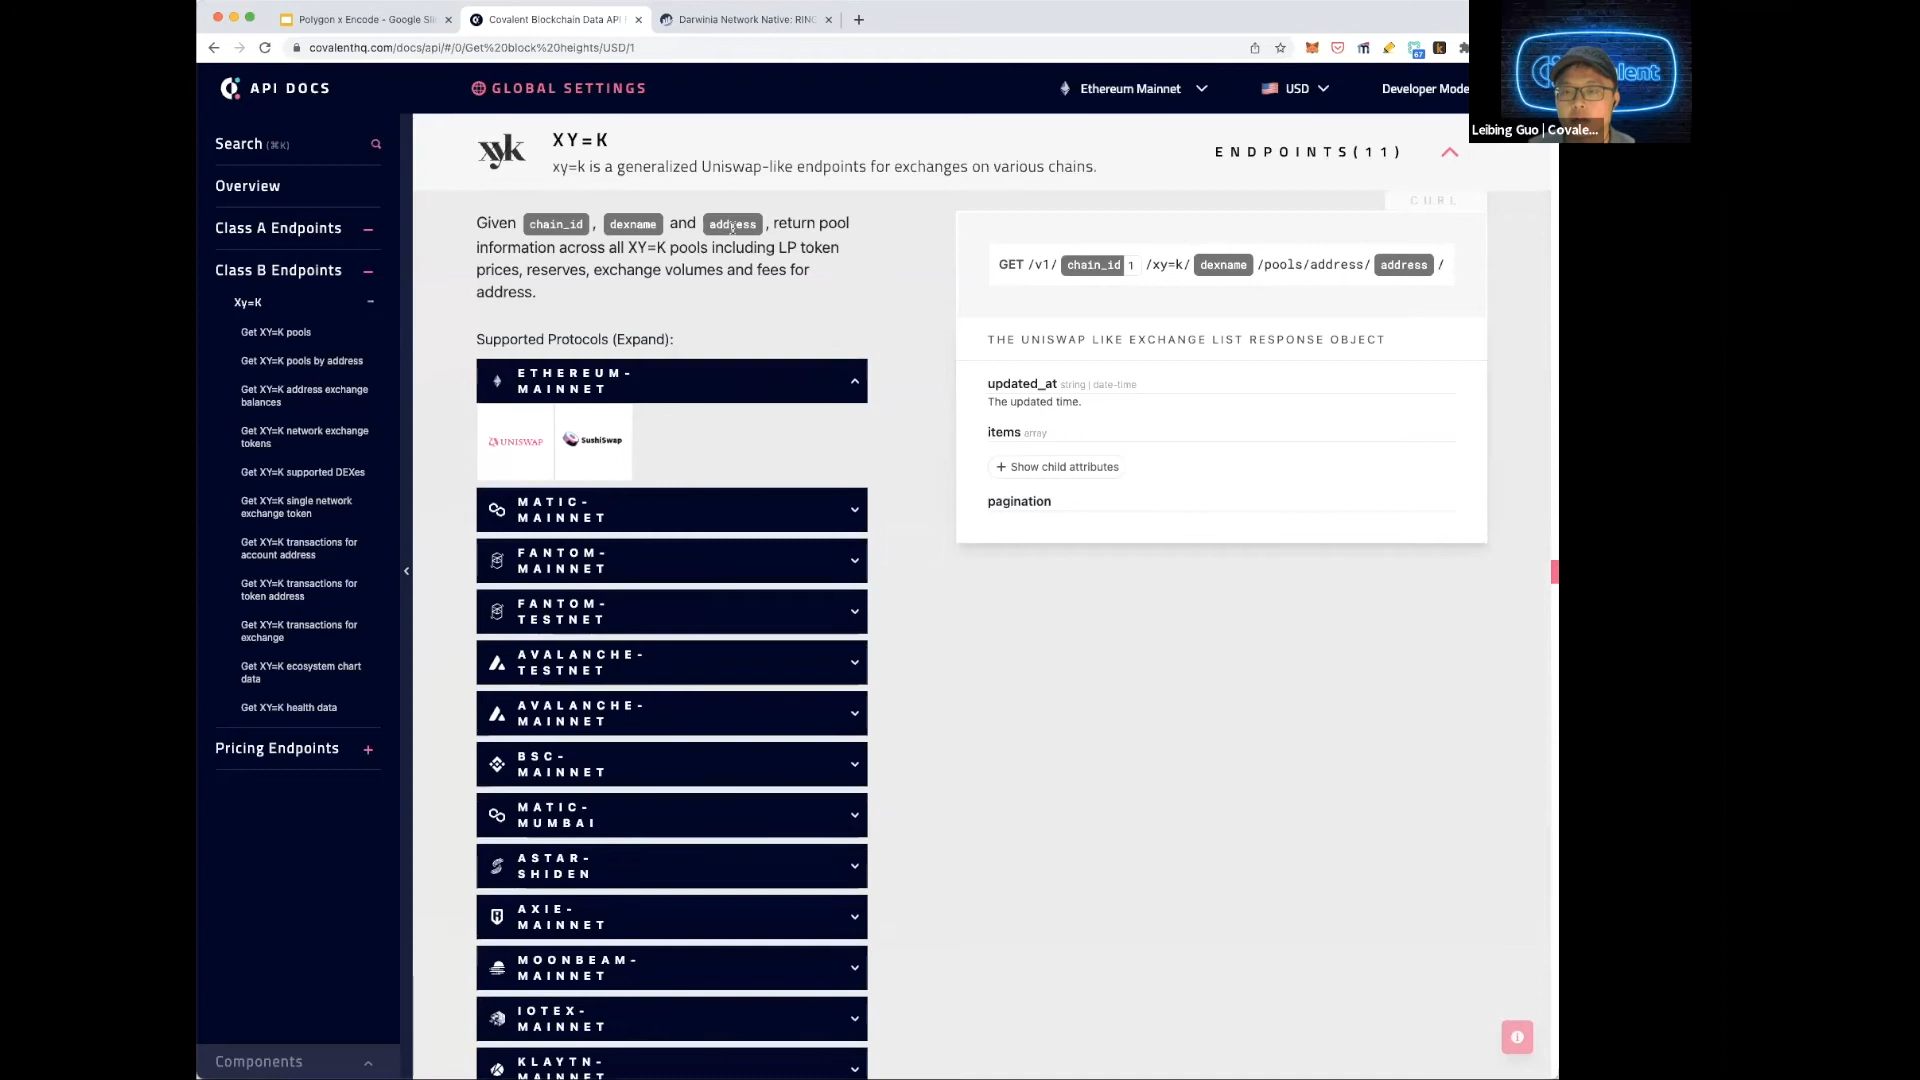 Polygon x Encode - Google Sli
Covalent Blockchain Data API
Darwinia Network Native: RING
covalenthq.com/docs/api/#/0/Get%20block%20heights/USD/1
67
API DOCS
GLOBAL SETTINGS
Ethereum Mainnet
USD
Developer Mode
Covalent
Leibing Guo | Covale...
Search (⌘K)
Overview
Class A Endpoints
Class B Endpoints
Xy=K
Get XY=K pools
Get XY=K pools by address
Get XY=K address exchange
balances
Get XY=K network exchange
tokens
Get XY=K supported DEXes
Get XY=K single network
exchange token
Get XY=K transactions for
account address
Get XY=K transactions for
token address
Get XY=K transactions for
exchange
Get XY=K ecosystem chart
data
Get XY=K health data
Pricing Endpoints
Components
xyk
XY=K
xy=k is a generalized Uniswap-like endpoints for exchanges on various chains.
ENDPOINTS(11)
Given chain_id , dexname and address , return pool
information across all XY=K pools including LP token
prices, reserves, exchange volumes and fees for
address.
Supported Protocols (Expand):
ETHEREUM-
MAINNET
UNISWAP
SushiSwap
MATIC-
MAINNET
FANTOM-
MAINNET
FANTOM-
TESTNET
AVALANCHE-
TESTNET
AVALANCHE-
MAINNET
BSC-
MAINNET
MATIC-
MUMBAI
ASTAR-
SHIDEN
AXIE-
MAINNET
MOONBEAM-
MAINNET
IOTEX-
MAINNET
KLAYTN-
MAINNET
CURL
GET /v1/ chain_id 1 /xy=k/ dexname /pools/address/ address /
THE UNISWAP LIKE EXCHANGE LIST RESPONSE OBJECT
updated_at string | date-time
The updated time.
items array
+ Show child attributes
pagination